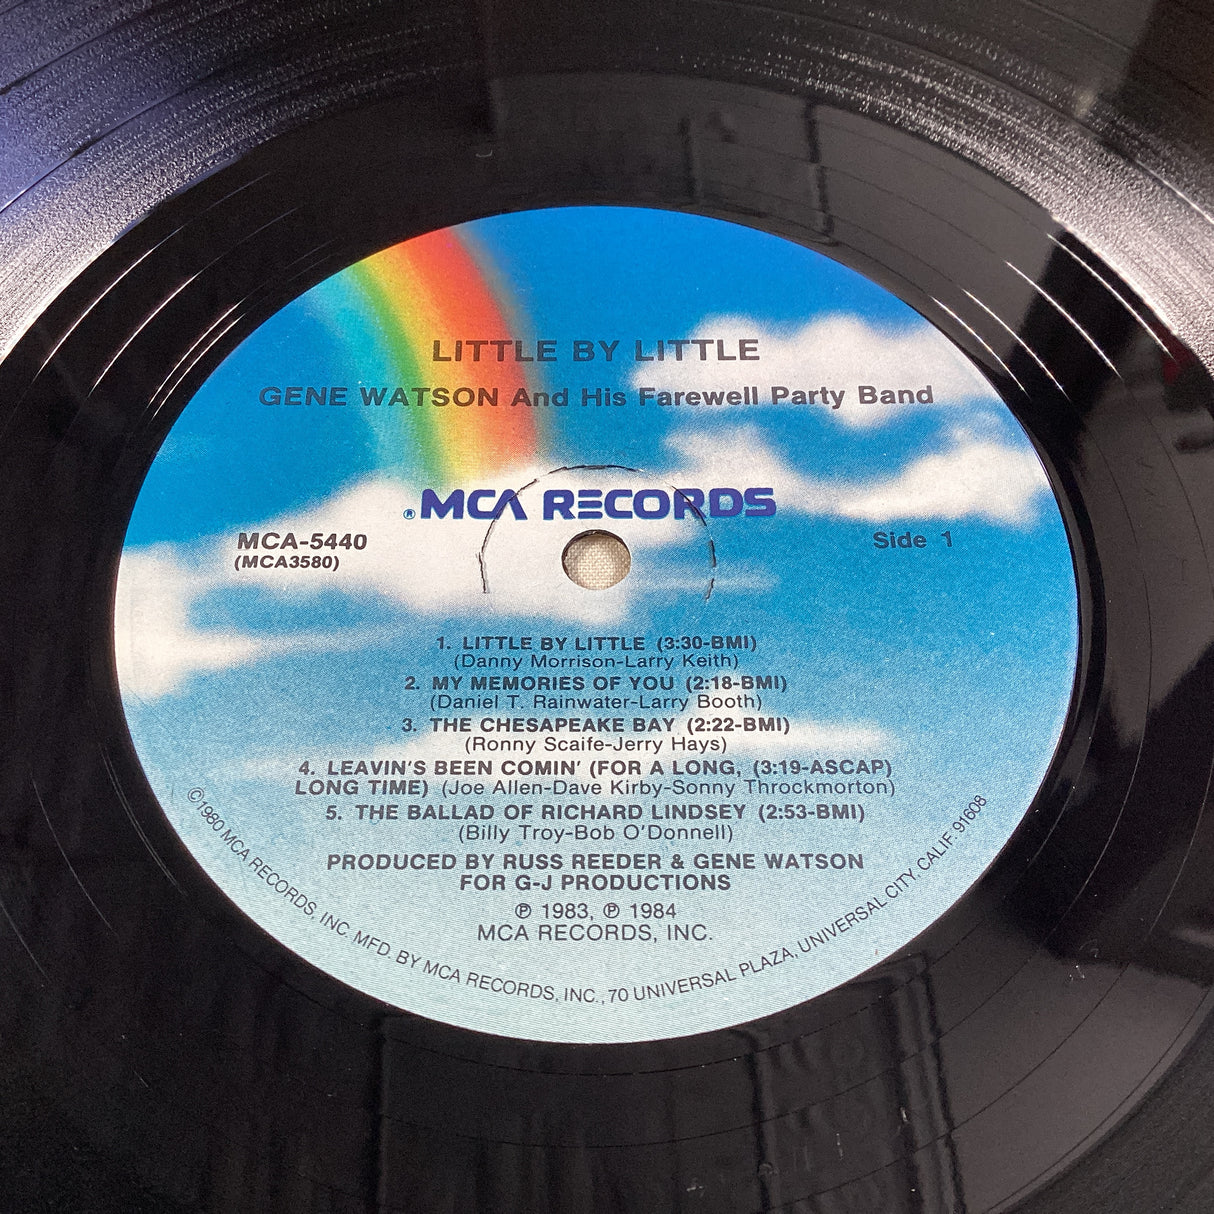 LITTLE BY LITTLE
GENE WATSON And His Farewell Party Band
® MCA RECORDS
MCA-5440
(MCA3580)
Side 1
1. LITTLE BY LITTLE (3:30-BMI)
(Danny Morrison-Larry Keith)
2. MY MEMORIES OF YOU (2:18-BMI)
(Daniel T. Rainwater-Larry Booth)
3. THE CHESAPEAKE BAY (2:22-BMI)
(Ronny Scaife-Jerry Hays)
4. LEAVIN'S BEEN COMIN' (FOR A LONG, (3:19-ASCAP)
LONG TIME) (Joe Allen-Dave Kirby-Sonny Throckmorton)
5. THE BALLAD OF RICHARD LINDSEY (2:53-BMI)
(Billy Troy-Bob O'Donnell)
PRODUCED BY RUSS REEDER & GENE WATSON
FOR G-J PRODUCTIONS
℗ 1983, ℗ 1984
MCA RECORDS, INC.
©1980 MCA RECORDS, INC. MFD. BY MCA RECORDS, INC., 70 UNIVERSAL PLAZA, UNIVERSAL CITY, CALIF. 91608